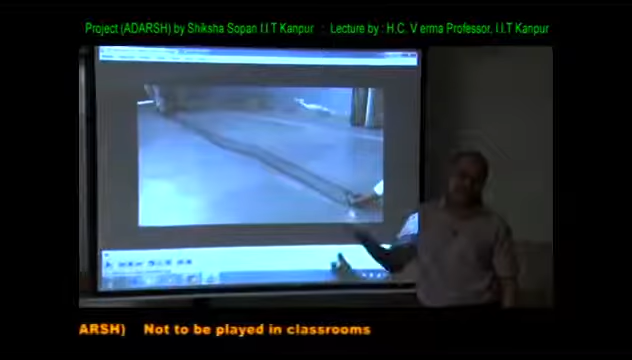 Project (ADARSH) by Shiksha Sopan I.I.T Kanpur : Lecture by : H.C. V erma Professor, I.I.T Kanpur
ARSH) Not to be played in classrooms